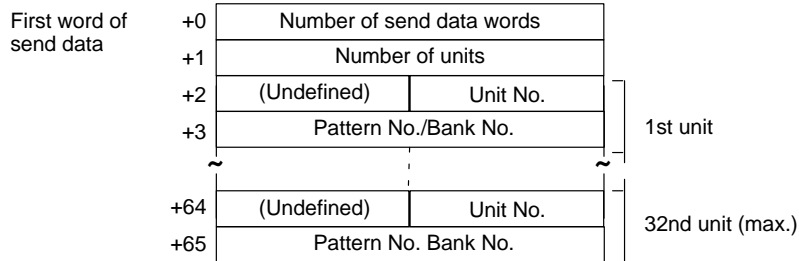 First word of
send data
+0 Number of send data words
+1 Number of units
+2 (Undefined) Unit No.
+3 Pattern No./Bank No.
1st unit
~ ~
+64 (Undefined) Unit No.
+65 Pattern No. Bank No.
32nd unit (max.)